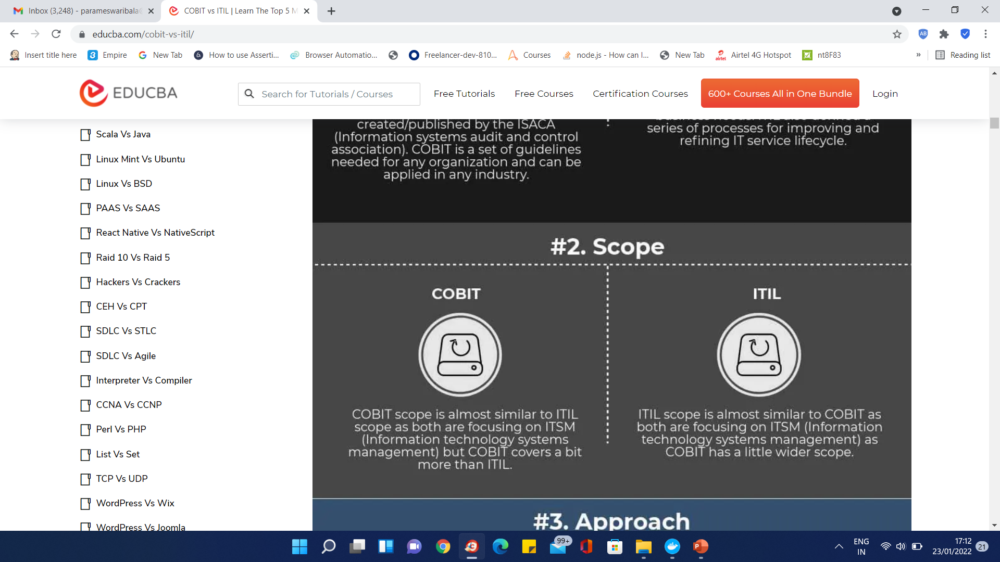 Inbox (3,248) - parameswaribala
COBIT vs ITIL | Learn The Top 5 M
educba.com/cobit-vs-itil/
AB
Insert title here
Empire
New Tab
How to use Asserti...
Browser Automatio...
Freelancer-dev-810...
Courses
node.js - How can I...
New Tab
airtel
Airtel 4G Hotspot
nt8F83
»
Reading list
EDUCBA
Search for Tutorials / Courses
Free Tutorials
Free Courses
Certification Courses
600+ Courses All in One Bundle
Login
Scala Vs Java
Linux Mint Vs Ubuntu
Linux Vs BSD
PAAS Vs SAAS
React Native Vs NativeScript
Raid 10 Vs Raid 5
Hackers Vs Crackers
CEH Vs CPT
SDLC Vs STLC
SDLC Vs Agile
Interpreter Vs Compiler
CCNA Vs CCNP
Perl Vs PHP
List Vs Set
TCP Vs UDP
WordPress Vs Wix
WordPress Vs Joomla
created/published by the ISACA
(Information systems audit and control
association). COBIT is a set of guidelines
needed for any organization and can be
applied in any industry.
series of processes for improving and
refining IT service lifecycle.
#2. Scope
COBIT
COBIT scope is almost similar to ITIL
scope as both are focusing on ITSM
(Information technology systems
management) but COBIT covers a bit
more than ITIL.
ITIL
ITIL scope is almost similar to COBIT as
both are focusing on ITSM (Information
technology systems management) as
COBIT has a little wider scope.
#3. Approach
99+
ENG
IN
17:12
23/01/2022
21